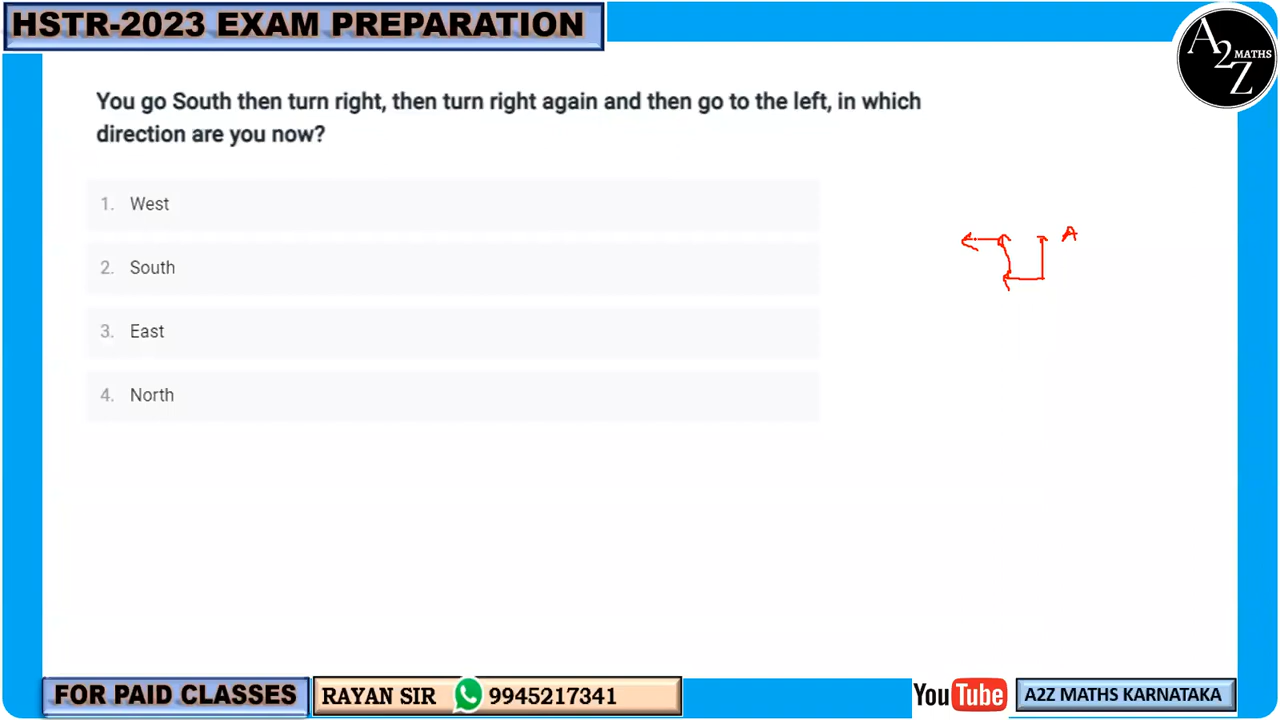 HSTR-2023 EXAM PREPARATION
A2Z MATHS
You go South then turn right, then turn right again and then go to the left, in which
direction are you now?
1. West
2. South
3. East
4. North
A
FOR PAID CLASSES
RAYAN SIR 9945217341
YouTube
A2Z MATHS KARNATAKA